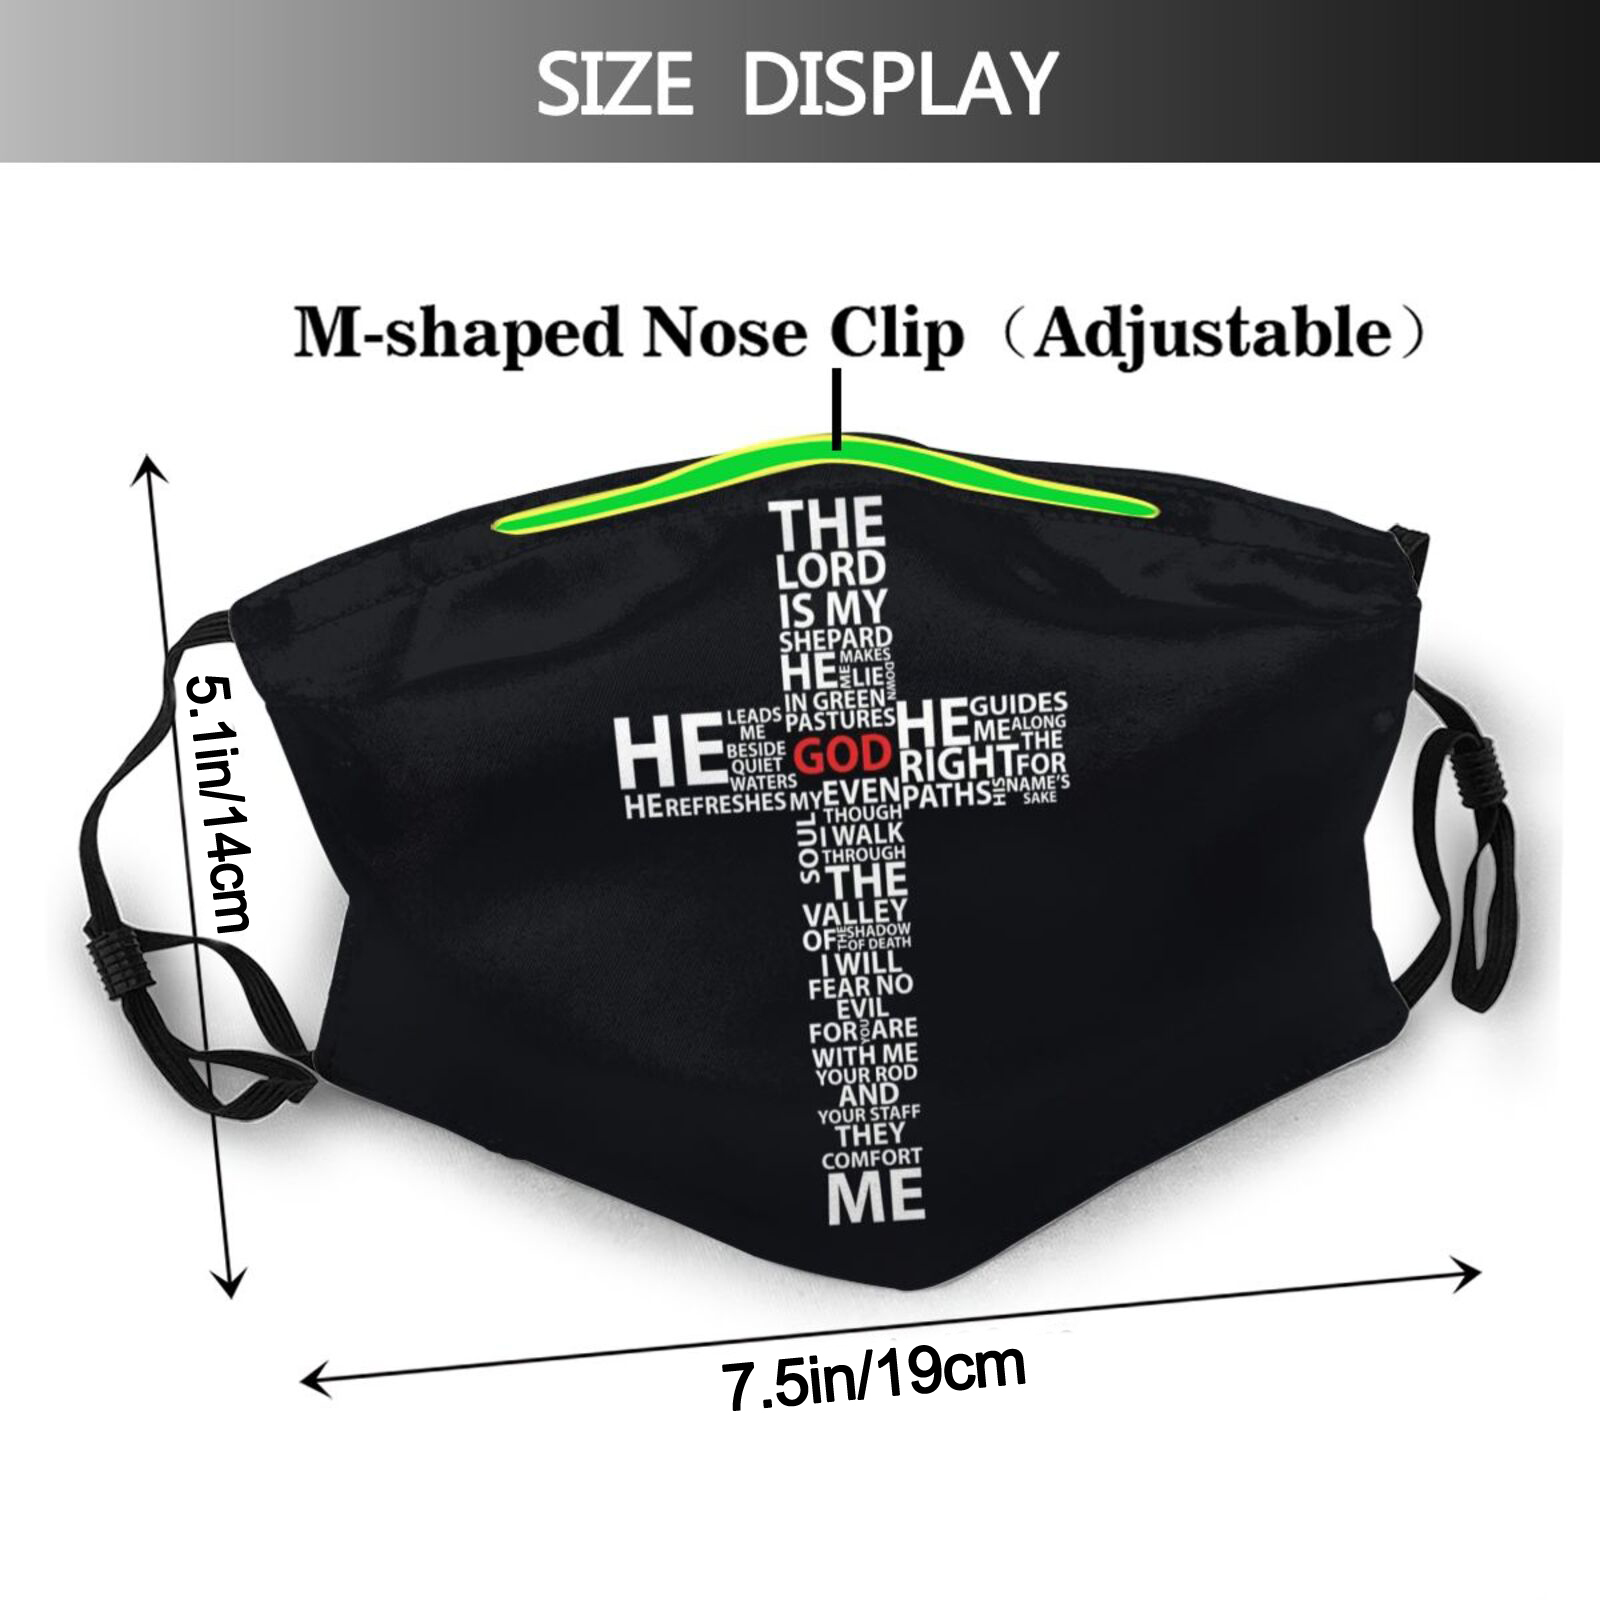 SIZE DISPLAY
M-shaped Nose Clip（Adjustable）
5.1in/14cm
THE
LORD
IS MY
SHEPARD
HE MAKES
ME LIE DOWN
IN GREEN
PASTURES
HE LEADS
ME
BESIDE
QUIET
WATERS
HE REFRESHES MY
SOUL
GOD
HE GUIDES
ME ALONG
THE
RIGHT
PATHS
FOR
HIS NAME'S
SAKE
EVEN
THOUGH
I WALK
THROUGH
THE
VALLEY
OF THE SHADOW
OF DEATH
I WILL
FEAR NO
EVIL
FOR YOU ARE
WITH ME
YOUR ROD
AND
YOUR STAFF
THEY
COMFORT
ME
7.5in/19cm